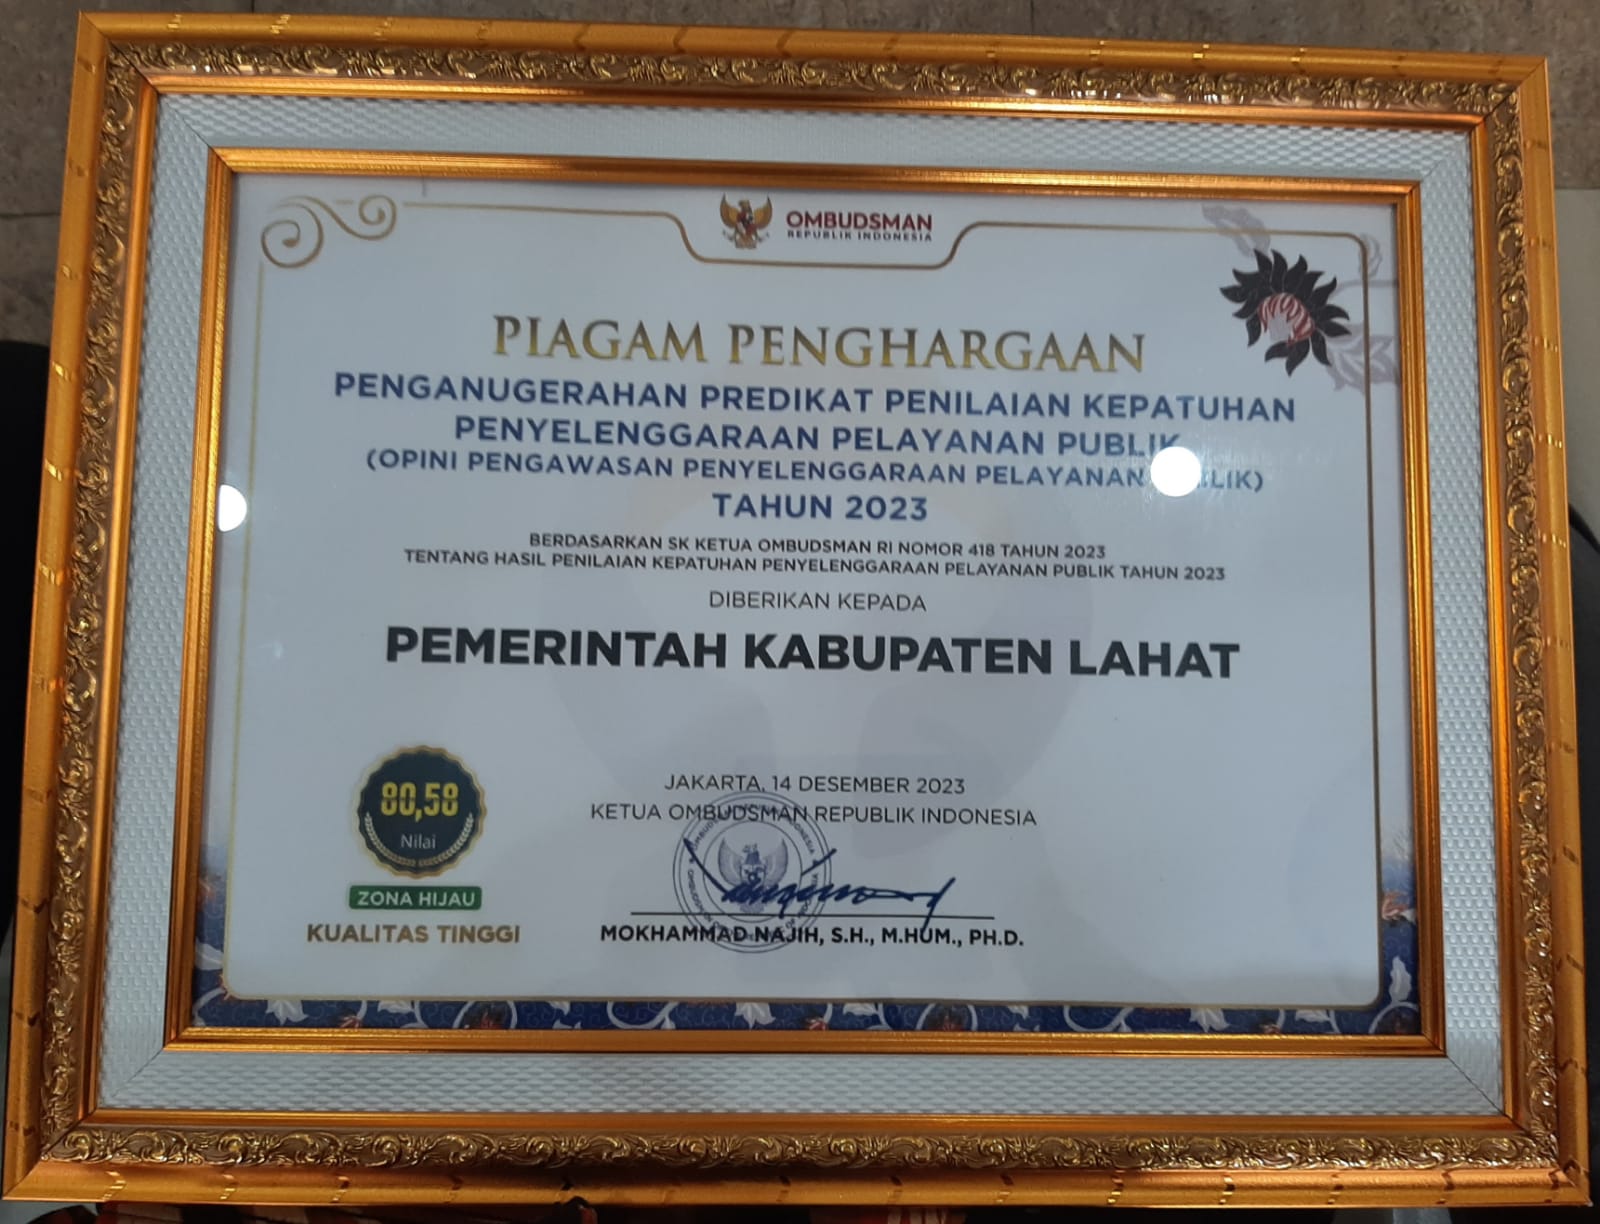 OMBUDSMAN
REPUBLIK INDONESIA
PIAGAM PENGHARGAAN
PENGANUGERAHAN PREDIKAT PENILAIAN KEPATUHAN
PENYELENGGARAAN PELAYANAN PUBLIK
(OPINI PENGAWASAN PENYELENGGARAAN PELAYANAN PUBLIK)
TAHUN 2023
BERDASARKAN SK KETUA OMBUDSMAN RI NOMOR 418 TAHUN 2023
TENTANG HASIL PENILAIAN KEPATUHAN PENYELENGGARAAN PELAYANAN PUBLIK TAHUN 2023
DIBERIKAN KEPADA
PEMERINTAH KABUPATEN LAHAT
80,58
Nilai
ZONA HIJAU
KUALITAS TINGGI
JAKARTA, 14 DESEMBER 2023
KETUA OMBUDSMAN REPUBLIK INDONESIA
MOKHAMMAD NAJIH, S.H., M.HUM., PH.D.